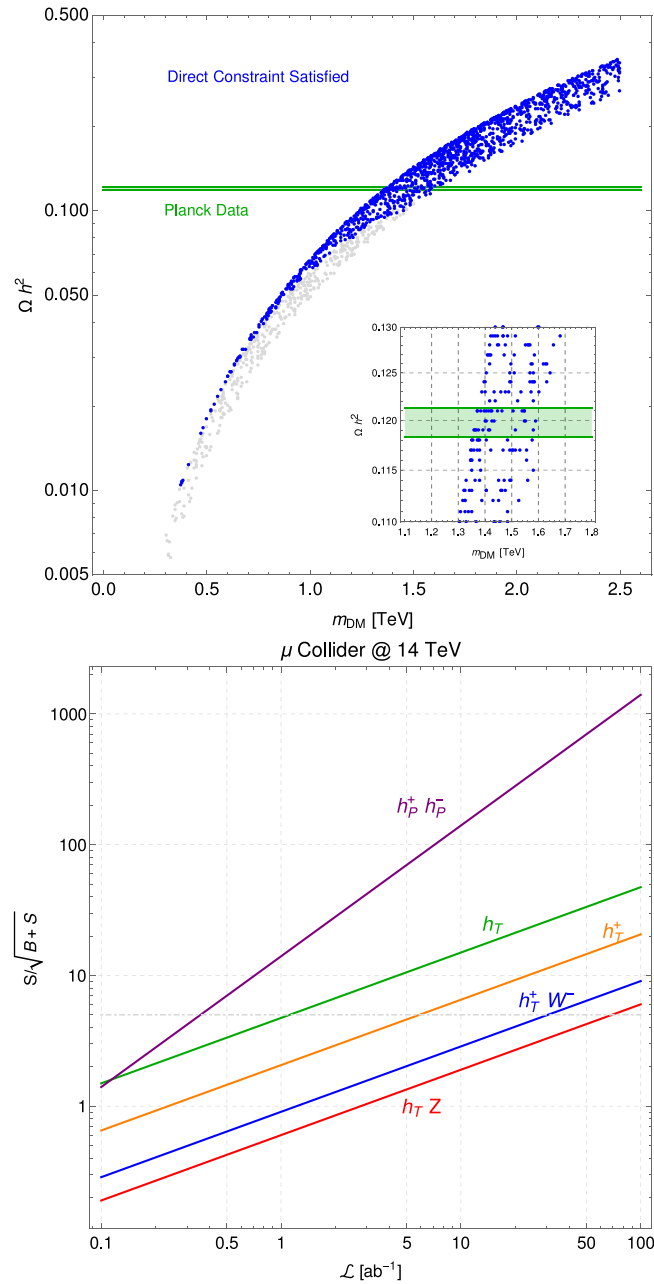 0.500
Direct Constraint Satisfied
0.100
Planck Data
0.050
Ω h²
0.010
0.005
0.130
0.125
0.120
0.115
0.110
Ω h²
1.1 1.2 1.3 1.4 1.5 1.6 1.7 1.8
m_DM [TeV]
0.0 0.5 1.0 1.5 2.0 2.5
m_DM [TeV]
μ Collider @ 14 TeV
1000
h_P^+ h_P^-
100
h_T
h_T^+
S/√B + S
10
h_T^+ W^-
h_T Z
1
0.1 0.5 1 5 10 50 100
ℒ [ab⁻¹]